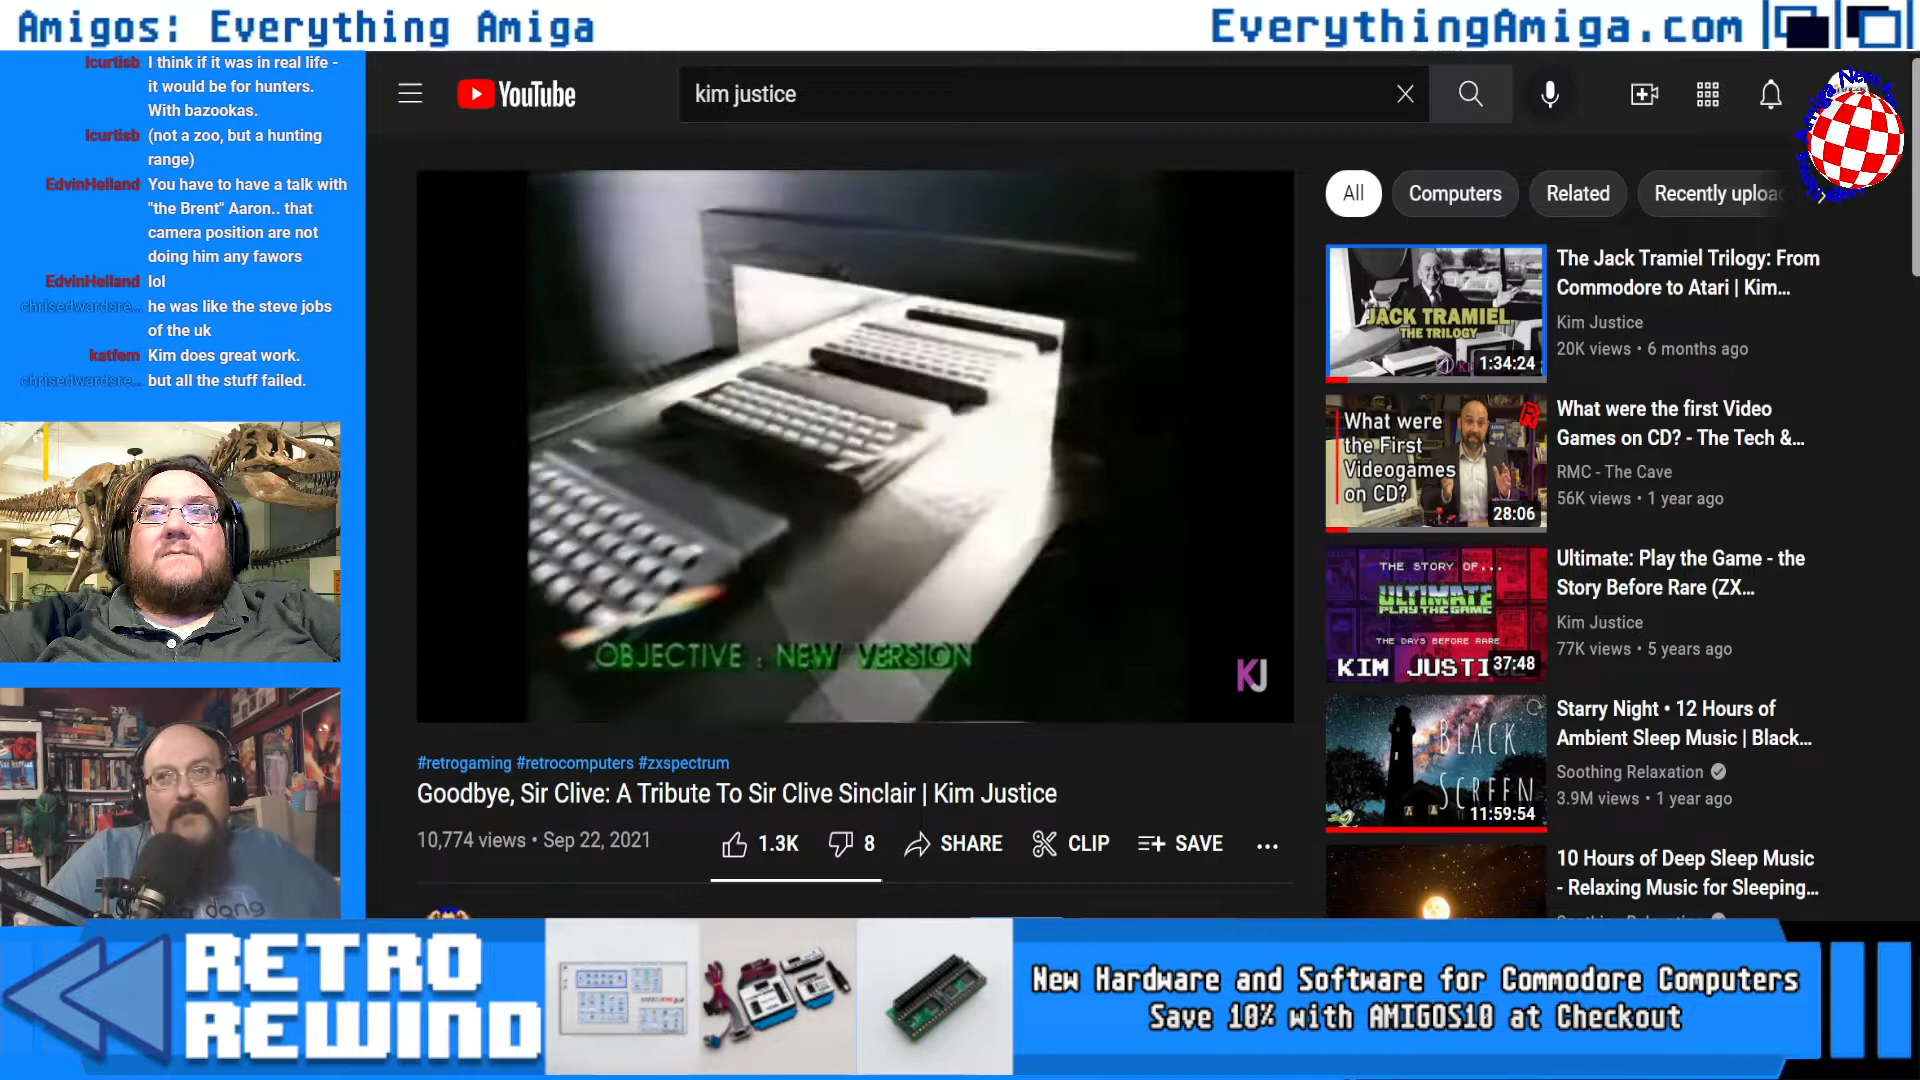 Amigos: Everything Amiga
EverythingAmiga.com
lcurtisb I think if it was in real life -
it would be for hunters.
With bazookas.
lcurtisb (not a zoo, but a hunting
range)
EdvinHelland You have to have a talk with
"the Brent" Aaron.. that
camera position are not
doing him any fawors
EdvinHelland lol
chrisedwardsre... he was like the steve jobs
of the uk
katfem Kim does great work.
chrisedwardsre... but all the stuff failed.
YouTube
kim justice
OBJECTIVE : NEW VERSION
KJ
#retrogaming #retrocomputers #zxspectrum
Goodbye, Sir Clive: A Tribute To Sir Clive Sinclair | Kim Justice
10,774 views • Sep 22, 2021
1.3K
8
SHARE
CLIP
SAVE
All
Computers
Related
Recently uploa
JACK TRAMIEL
THE TRILOGY
1:34:24
The Jack Tramiel Trilogy: From
Commodore to Atari | Kim...
Kim Justice
20K views • 6 months ago
What were
the First
Videogames
on CD?
28:06
What were the first Video
Games on CD? - The Tech &...
RMC - The Cave
56K views • 1 year ago
THE STORY OF...
ULTIMATE
PLAY THE GAME
THE DAYS BEFORE RARE
KIM JUSTI
37:48
Ultimate: Play the Game - the
Story Before Rare (ZX...
Kim Justice
77K views • 5 years ago
BLACK
SCREEN
11:59:54
Starry Night • 12 Hours of
Ambient Sleep Music | Black...
Soothing Relaxation
3.9M views • 1 year ago
10 Hours of Deep Sleep Music
- Relaxing Music for Sleeping...
RETRO
REWIND
New Hardware and Software for Commodore Computers
Save 10% with AMIGOS10 at Checkout